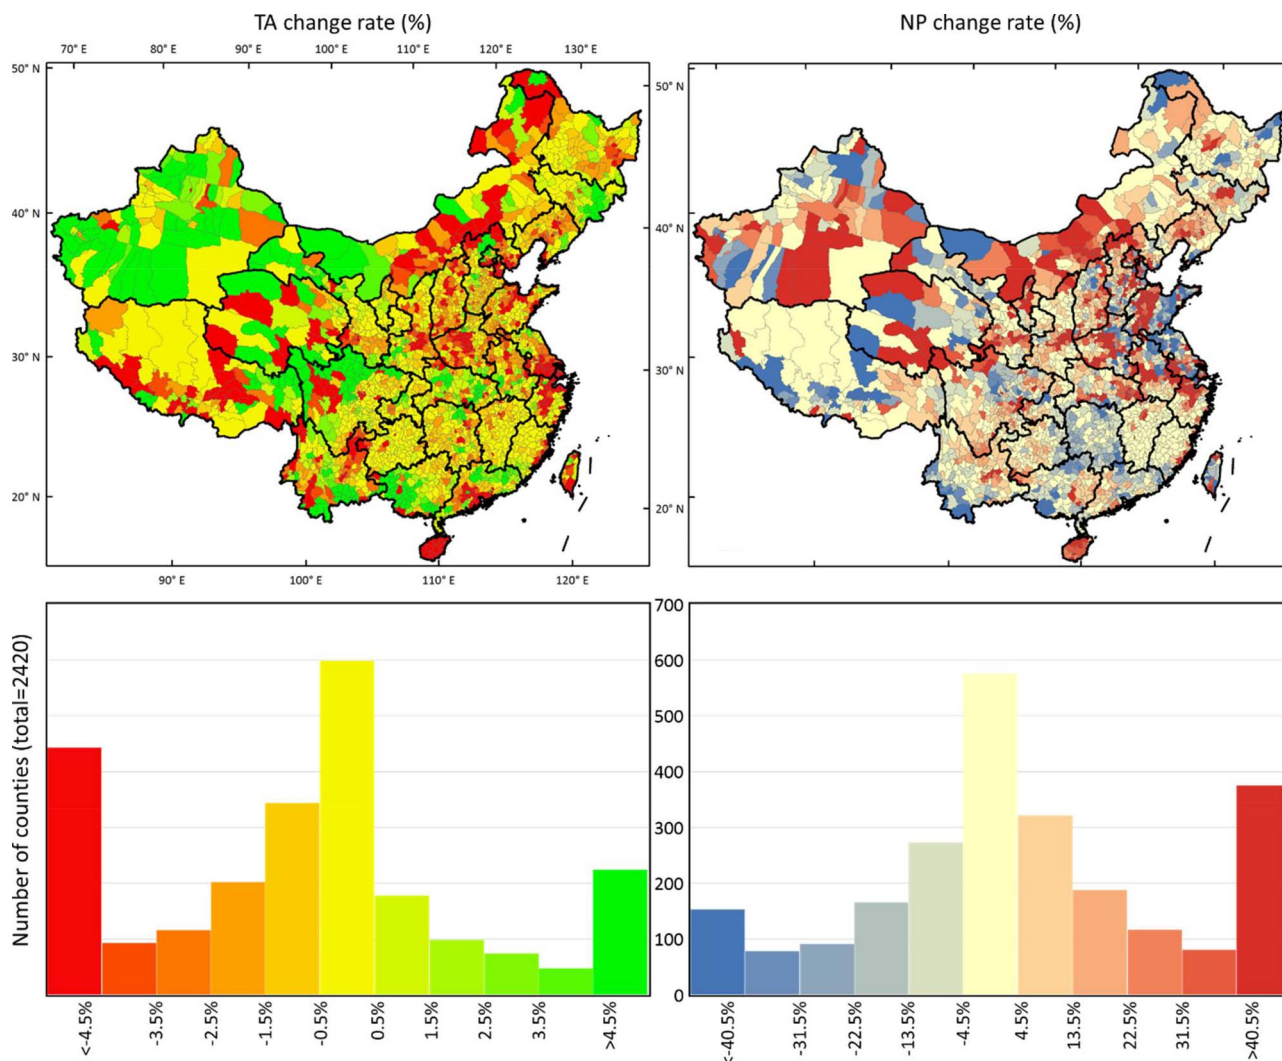 TA change rate (%)
NP change rate (%)
70° E 80° E 90° E 100° E 110° E 120° E 130° E
50° N
40° N
30° N
20° N
50° N
40° N
30° N
20° N
90° E 100° E 110° E 120° E
Number of counties (total=2420)
700
600
500
400
300
200
100
0
<-4.5% -3.5% -2.5% -1.5% -0.5% 0.5% 1.5% 2.5% 3.5% >4.5%
<-40.5% -31.5% -22.5% -13.5% -4.5% 4.5% 13.5% 22.5% 31.5% >40.5%